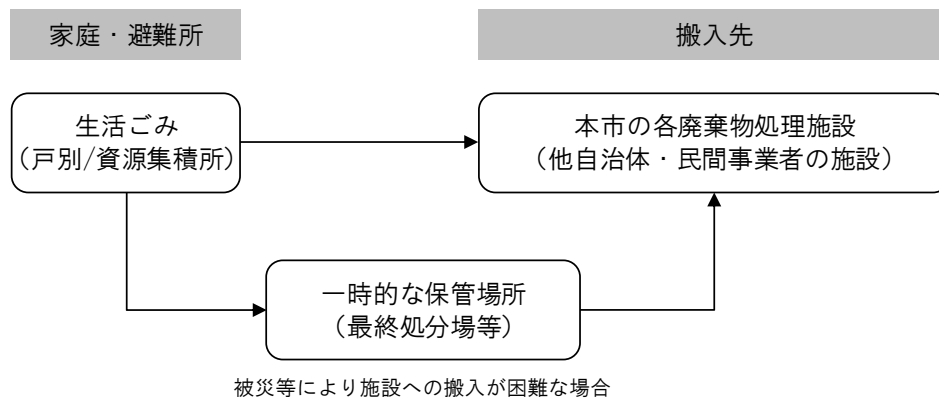 家庭・避難所
搬入先
生活ごみ
（戸別/資源集積所）
本市の各廃棄物処理施設
（他自治体・民間事業者の施設）
一時的な保管場所
（最終処分場等）
被災等により施設への搬入が困難な場合